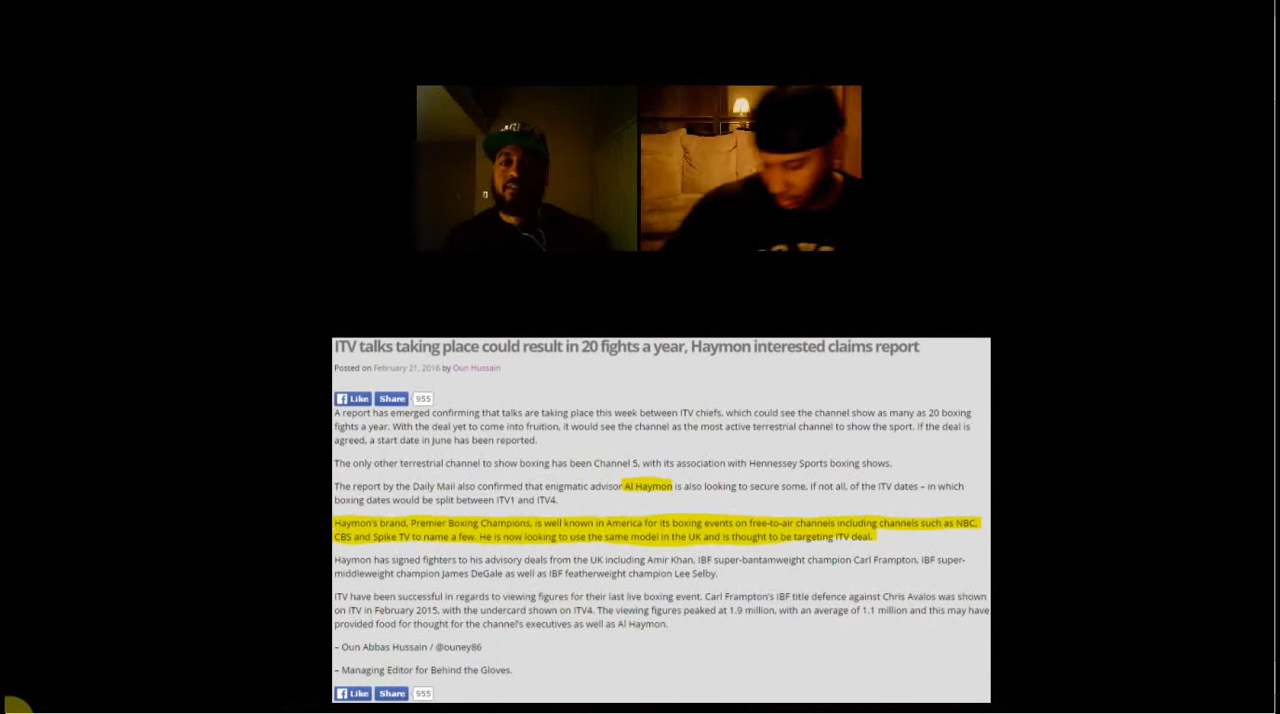 ITV talks taking place could result in 20 fights a year, Haymon interested claims report
Posted on February 21, 2016 by Oun Hussain
Like Share 955
A report has emerged confirming that talks are taking place this week between ITV chiefs, which could see the channel show as many as 20 boxing
fights a year. With the deal yet to come into fruition, it would see the channel as the most active terrestrial channel to show the sport. If the deal is
agreed, a start date in June has been reported.
The only other terrestrial channel to show boxing has been Channel 5, with its association with Hennessey Sports boxing shows.
The report by the Daily Mail also confirmed that enigmatic advisor Al Haymon is also looking to secure some, if not all, of the ITV dates – in which
boxing dates would be split between ITV1 and ITV4.
Haymon's brand, Premier Boxing Champions, is well known in America for its boxing events on free-to-air channels including channels such as NBC,
CBS and Spike TV to name a few. He is now looking to use the same model in the UK and is thought to be targeting ITV deal.
Haymon has signed fighters to his advisory deals from the UK including Amir Khan, IBF super-bantamweight champion Carl Frampton, IBF super-
middleweight champion James DeGale as well as IBF featherweight champion Lee Selby.
ITV have been successful in regards to viewing figures for their last live boxing event. Carl Frampton's IBF title defence against Chris Avalos was shown
on ITV in February 2015, with the undercard shown on ITV4. The viewing figures peaked at 1.9 million, with an average of 1.1 million and this may have
provided food for thought for the channel's executives as well as Al Haymon.
– Oun Abbas Hussain / @ouney86
– Managing Editor for Behind the Gloves.
Like Share 955